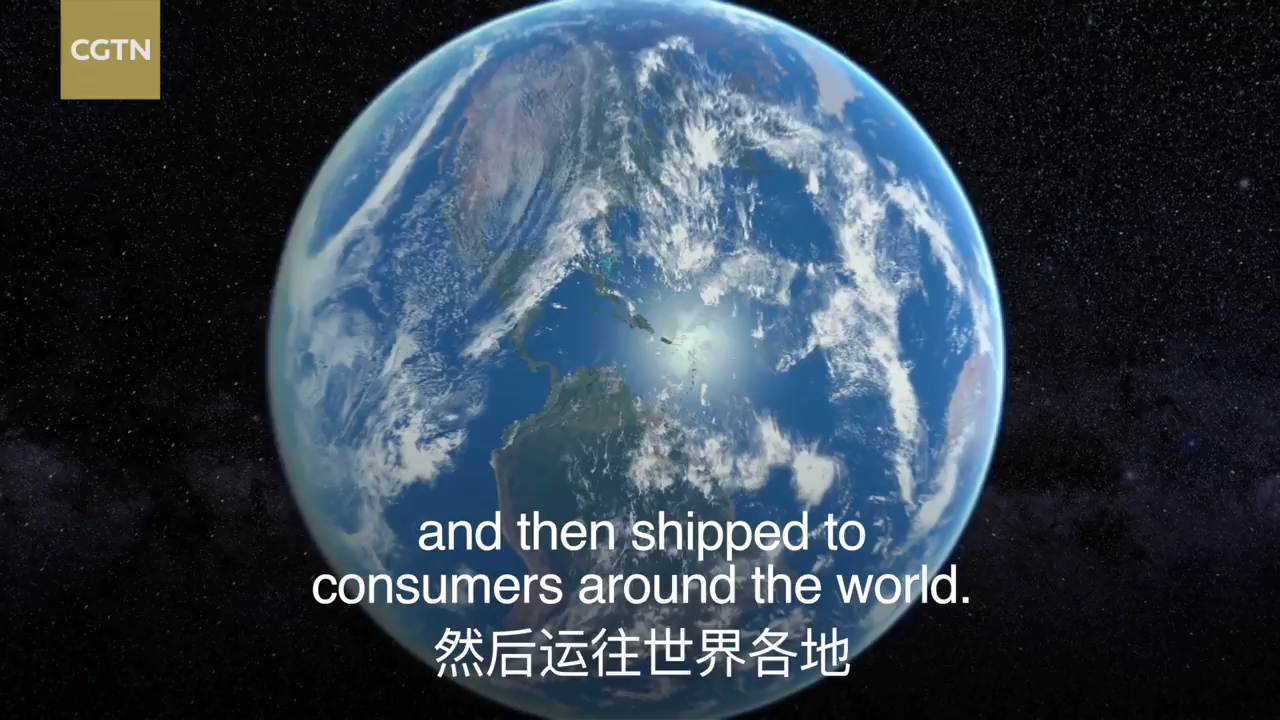 CGTN
and then shipped to
consumers around the world.
然后运往世界各地